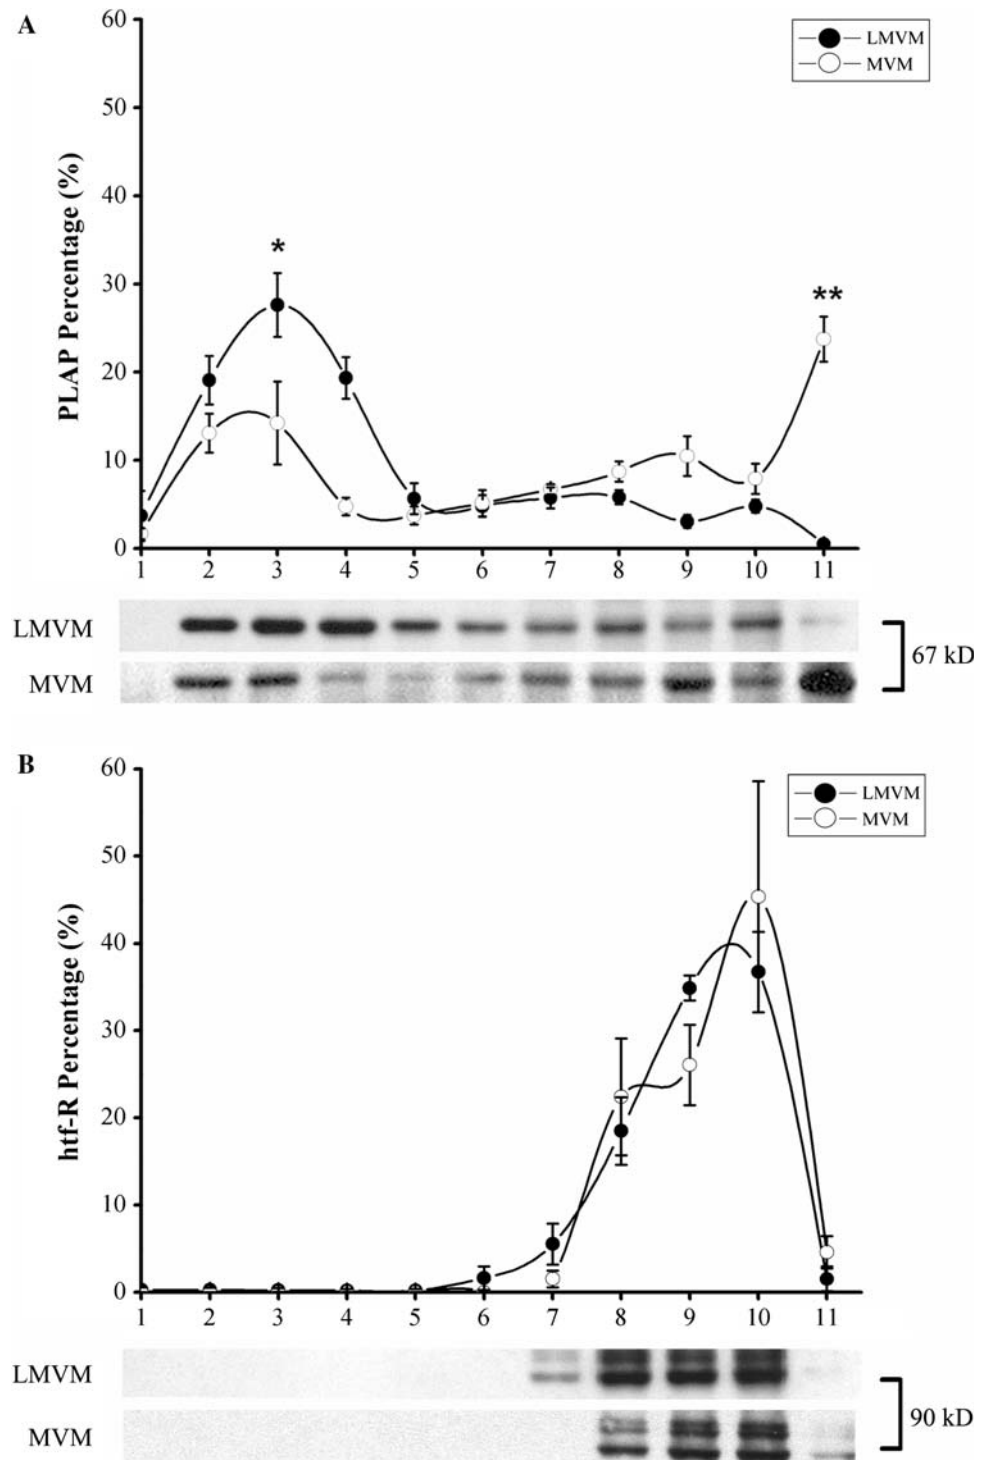 A
LMVM
MVM
PLAP Percentage (%)
60
50
40
30
20
10
0
*
**
1 2 3 4 5 6 7 8 9 10 11
LMVM
MVM
67 kD
B
LMVM
MVM
htf-R Percentage (%)
60
50
40
30
20
10
0
1 2 3 4 5 6 7 8 9 10 11
LMVM
MVM
90 kD